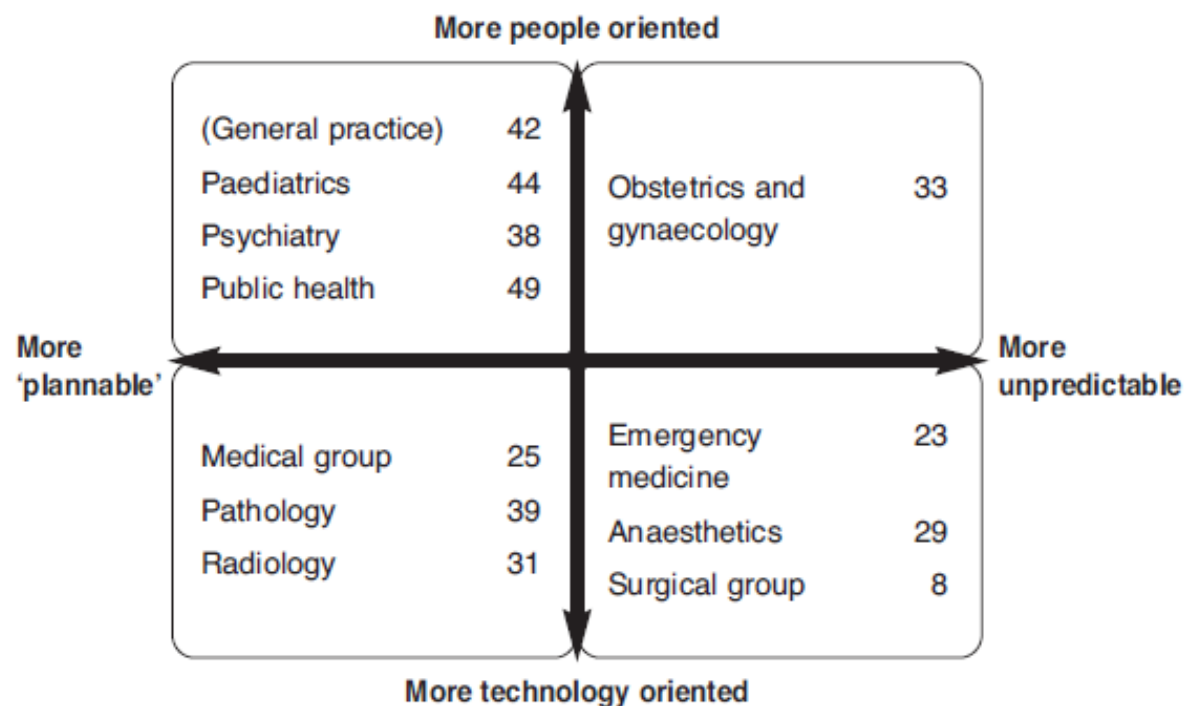 More people oriented
(General practice) 42
Paediatrics 44
Psychiatry 38
Public health 49
Obstetrics and 33
gynaecology
More
‘plannable’
More
unpredictable
Medical group 25
Pathology 39
Radiology 31
Emergency 23
medicine
Anaesthetics 29
Surgical group 8
More technology oriented